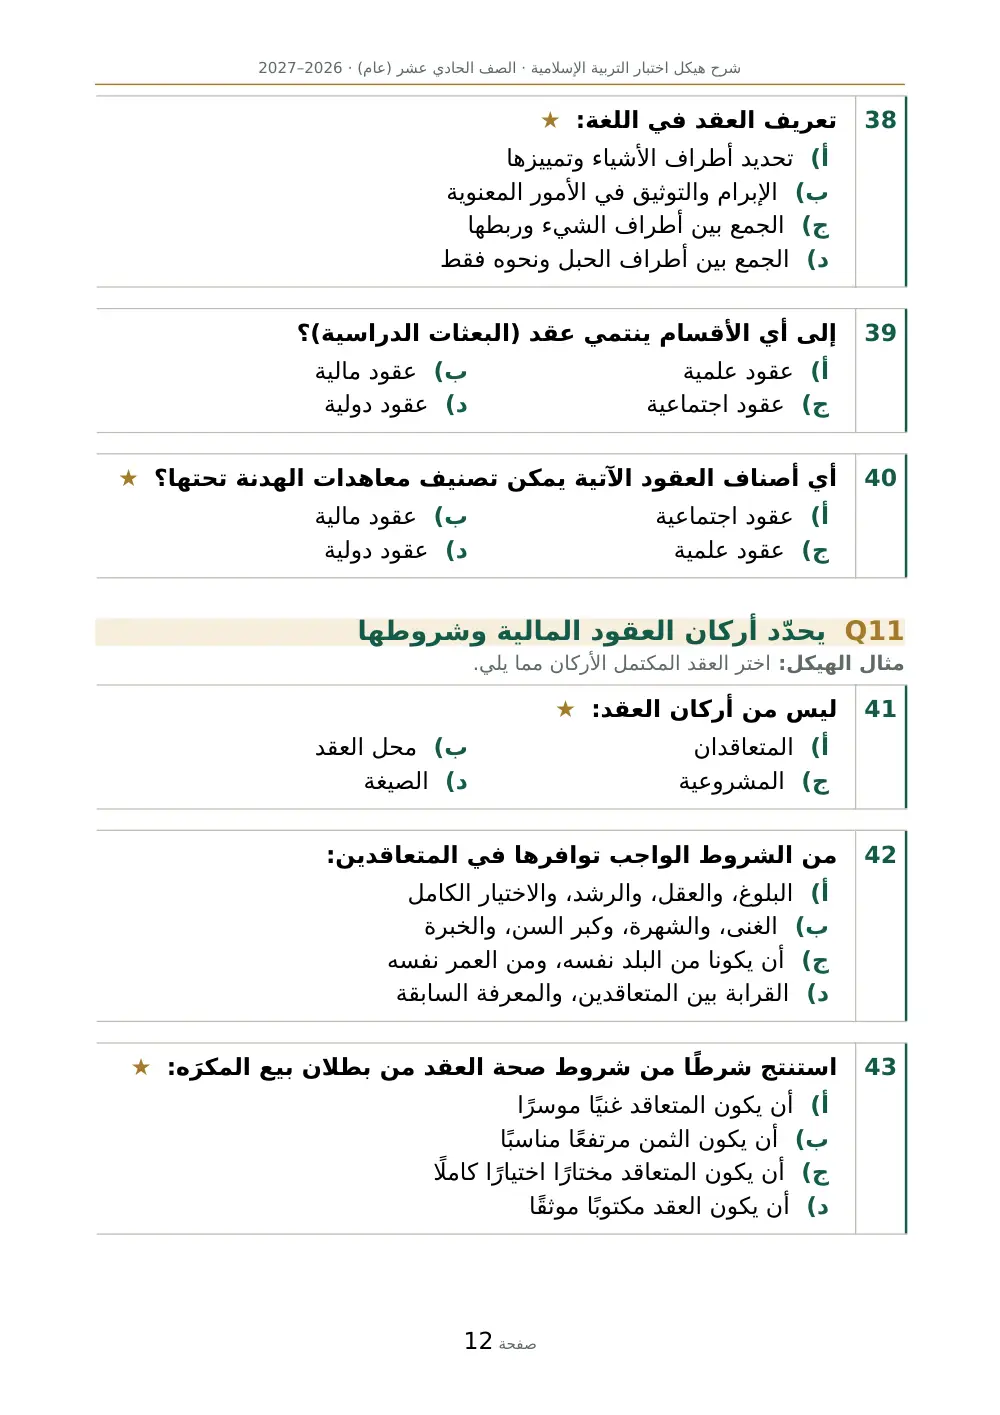 شرح هيكل اختبار التربية الإسلامية · الصف الحادي عشر (عام) · 2026–2027
38 تعريف العقد في اللغة: ★
أ) تحديد أطراف الأشياء وتمييزها
ب) الإبرام والتوثيق في الأمور المعنوية
ج) الجمع بين أطراف الشيء وربطها
د) الجمع بين أطراف الحبل ونحوه فقط
39 إلى أي الأقسام ينتمي عقد (البعثات الدراسية)؟
أ) عقود علمية ب) عقود مالية
ج) عقود اجتماعية د) عقود دولية
40 أي أصناف العقود الآتية يمكن تصنيف معاهدات الهدنة تحتها؟ ★
أ) عقود اجتماعية ب) عقود مالية
ج) عقود علمية د) عقود دولية
Q11 يحدّد أركان العقود المالية وشروطها
مثال الهيكل: اختر العقد المكتمل الأركان مما يلي.
41 ليس من أركان العقد: ★
أ) المتعاقدان ب) محل العقد
ج) المشروعية د) الصيغة
42 من الشروط الواجب توافرها في المتعاقدين:
أ) البلوغ، والعقل، والرشد، والاختيار الكامل
ب) الغنى، والشهرة، وكبر السن، والخبرة
ج) أن يكونا من البلد نفسه، ومن العمر نفسه
د) القرابة بين المتعاقدين، والمعرفة السابقة
43 استنتج شرطًا من شروط صحة العقد من بطلان بيع المكرَه: ★
أ) أن يكون المتعاقد غنيًا موسرًا
ب) أن يكون الثمن مرتفعًا مناسبًا
ج) أن يكون المتعاقد مختارًا اختيارًا كاملًا
د) أن يكون العقد مكتوبًا موثقًا
صفحة 12